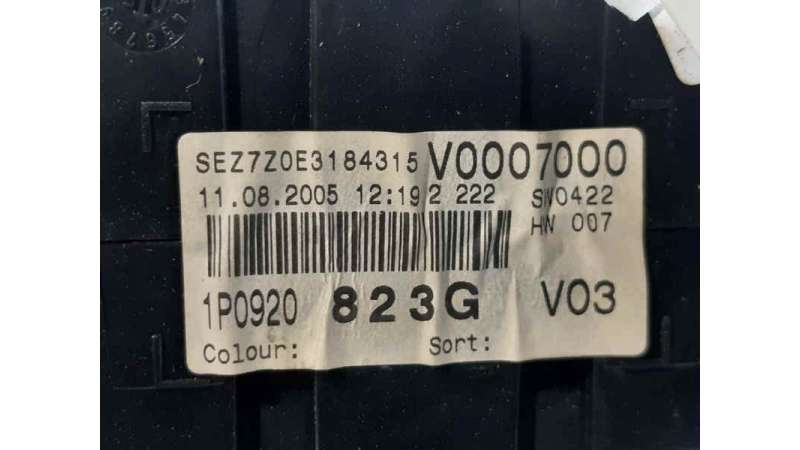 SEZ7Z0E3184315 V0007000
11.08.2005 12:19 2 222 SW0422
HW 007
1P0920 823G V03
Colour: Sort: